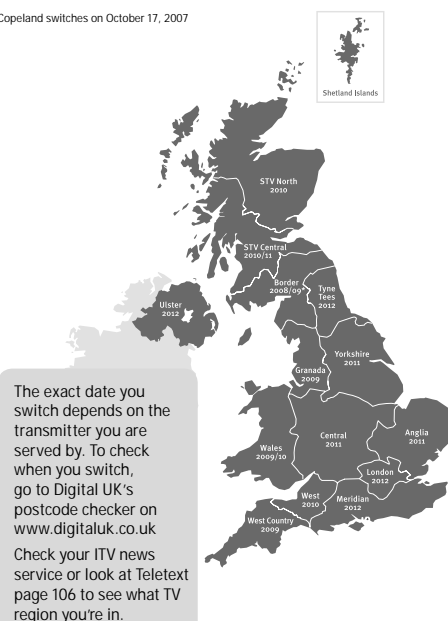 Copeland switches on October 17, 2007
Shetland Islands
STV North
2010
STV Central
2010/11
Border
2008/09*
Tyne
Tees
2012
Ulster
2012
Yorkshire
2011
Granada
2009
Central
2011
Anglia
2011
Wales
2009/10
London
2012
West
2010
Meridian
2012
West Country
2009
The exact date you
switch depends on the
transmitter you are
served by. To check
when you switch,
go to Digital UK's
postcode checker on
www.digitaluk.co.uk
Check your ITV news
service or look at Teletext
page 106 to see what TV
region you're in.